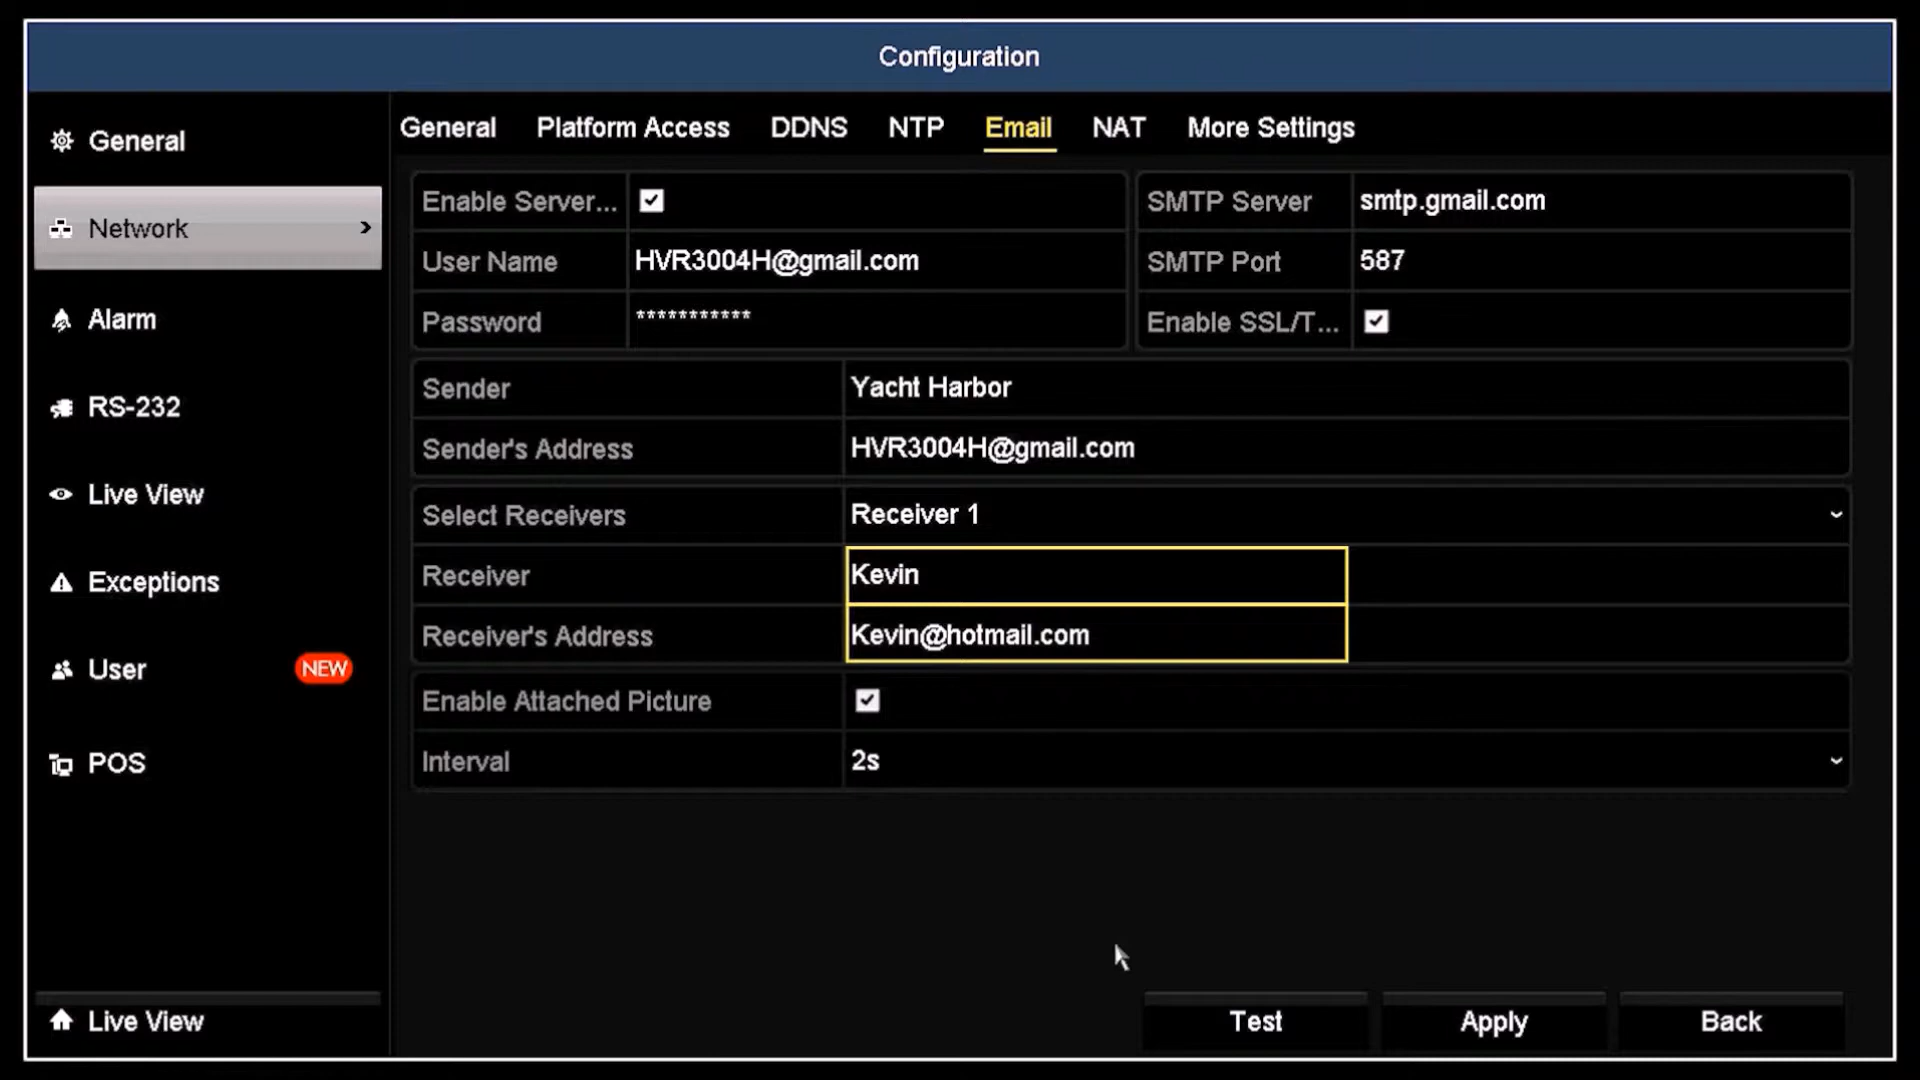 Configuration
General
Network
Alarm
RS-232
Live View
Exceptions
User NEW
POS
Live View
General Platform Access DDNS NTP Email NAT More Settings
Enable Server... SMTP Server smtp.gmail.com
User Name HVR3004H@gmail.com SMTP Port 587
Password *********** Enable SSL/T...
Sender Yacht Harbor
Sender's Address HVR3004H@gmail.com
Select Receivers Receiver 1
Receiver Kevin
Receiver's Address Kevin@hotmail.com
Enable Attached Picture
Interval 2s
Test Apply Back